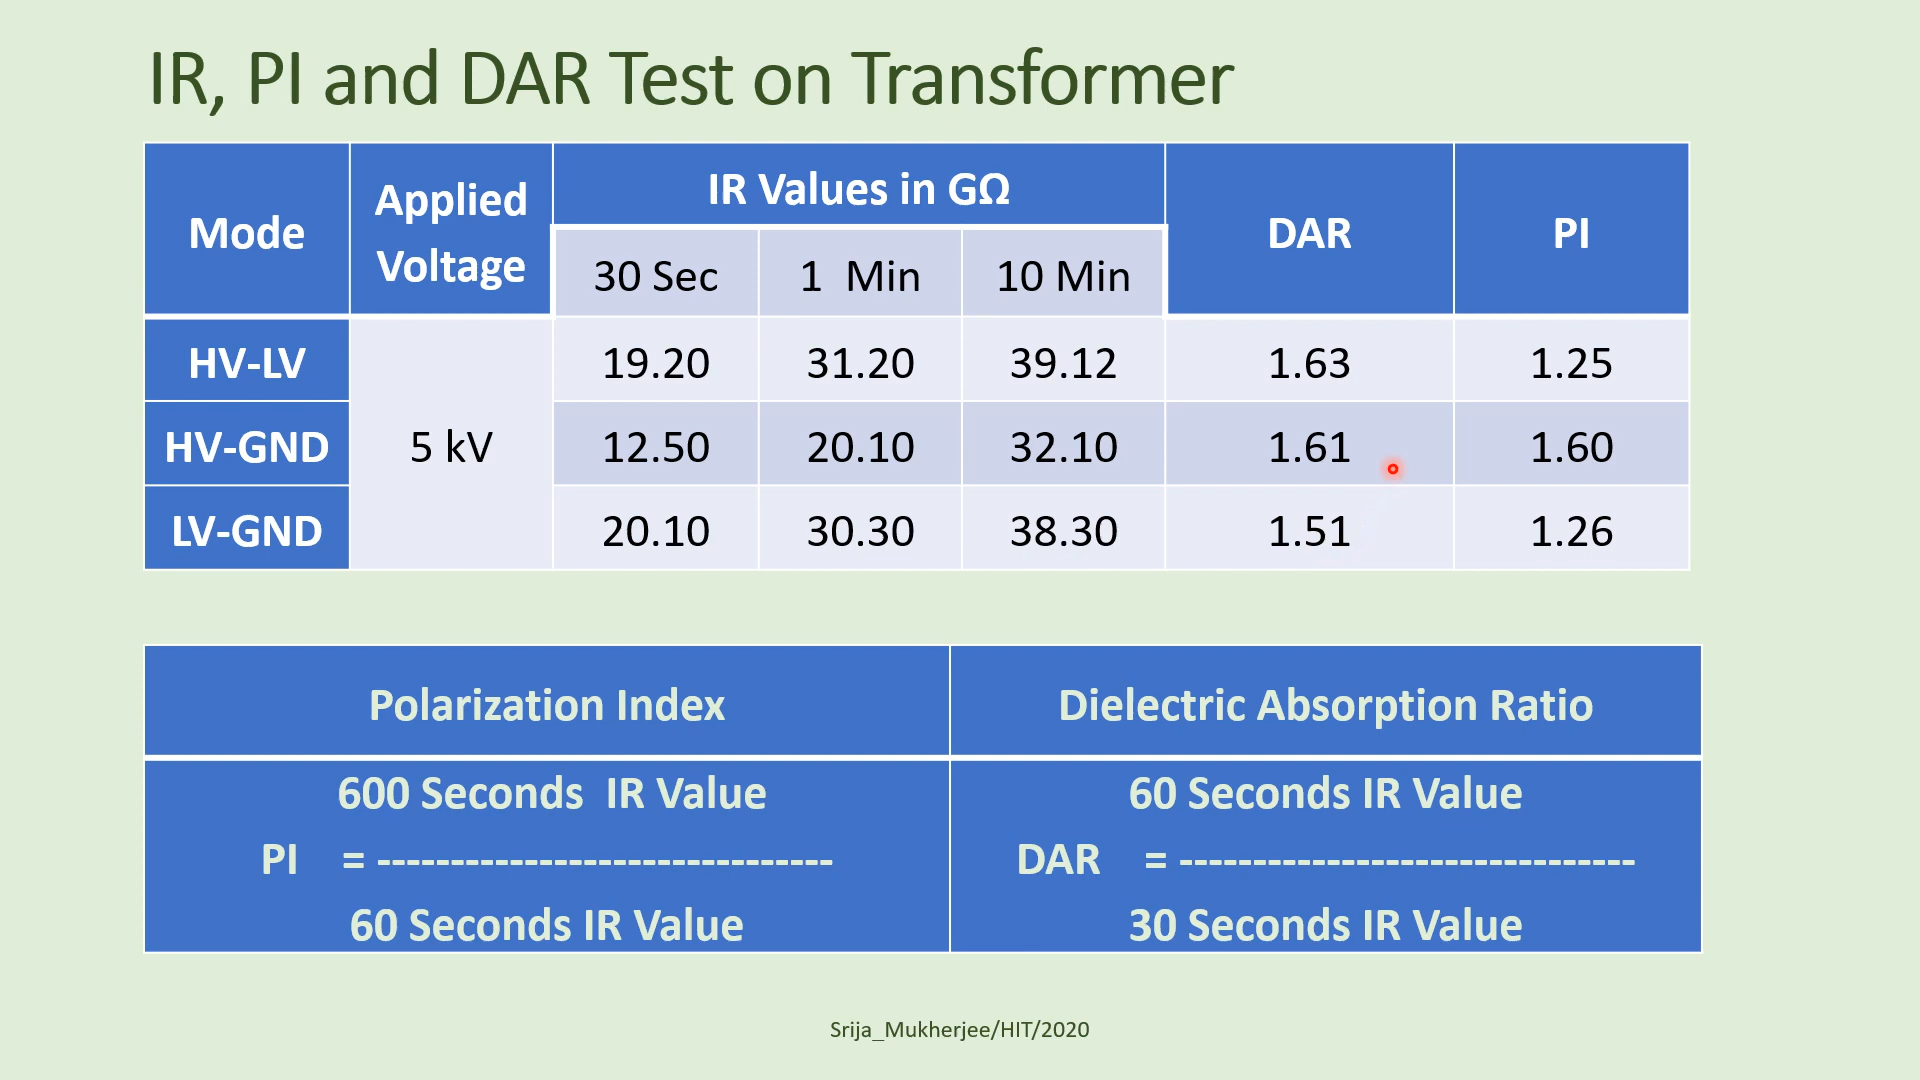 IR, PI and DAR Test on Transformer
Mode
Applied
Voltage
IR Values in GΩ
DAR
PI
30 Sec
1  Min
10 Min
HV-LV
5 kV
19.20
31.20
39.12
1.63
1.25
HV-GND
12.50
20.10
32.10
1.61
1.60
LV-GND
20.10
30.30
38.30
1.51
1.26
Polarization Index
Dielectric Absorption Ratio
600 Seconds  IR Value
PI    = -------------------------------
60 Seconds IR Value
60 Seconds IR Value
DAR    = -------------------------------
30 Seconds IR Value
Srija_Mukherjee/HIT/2020